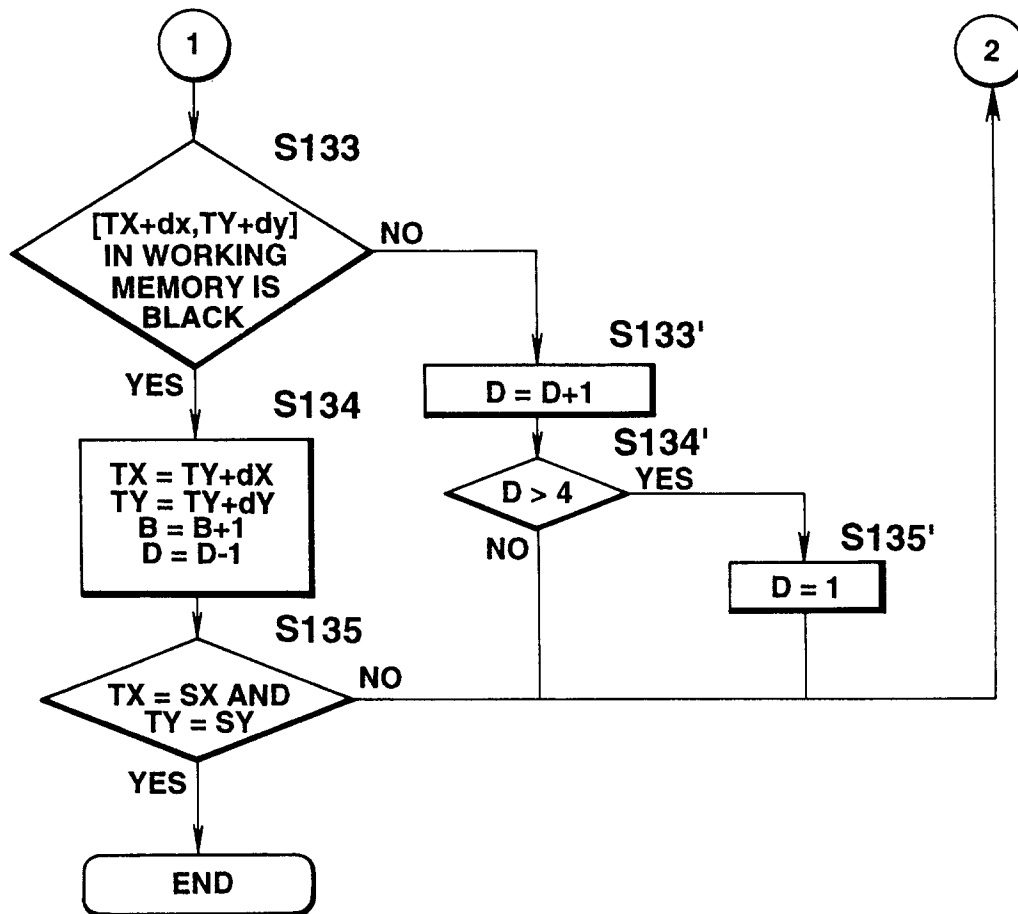 1
2
S133
[TX+dx,TY+dy]
IN WORKING
MEMORY IS
BLACK
NO
YES
S133'
D = D+1
S134
TX = TY+dX
TY = TY+dY
B = B+1
D = D-1
S134'
D > 4
YES
NO
S135'
D = 1
S135
TX = SX AND
TY = SY
NO
YES
END